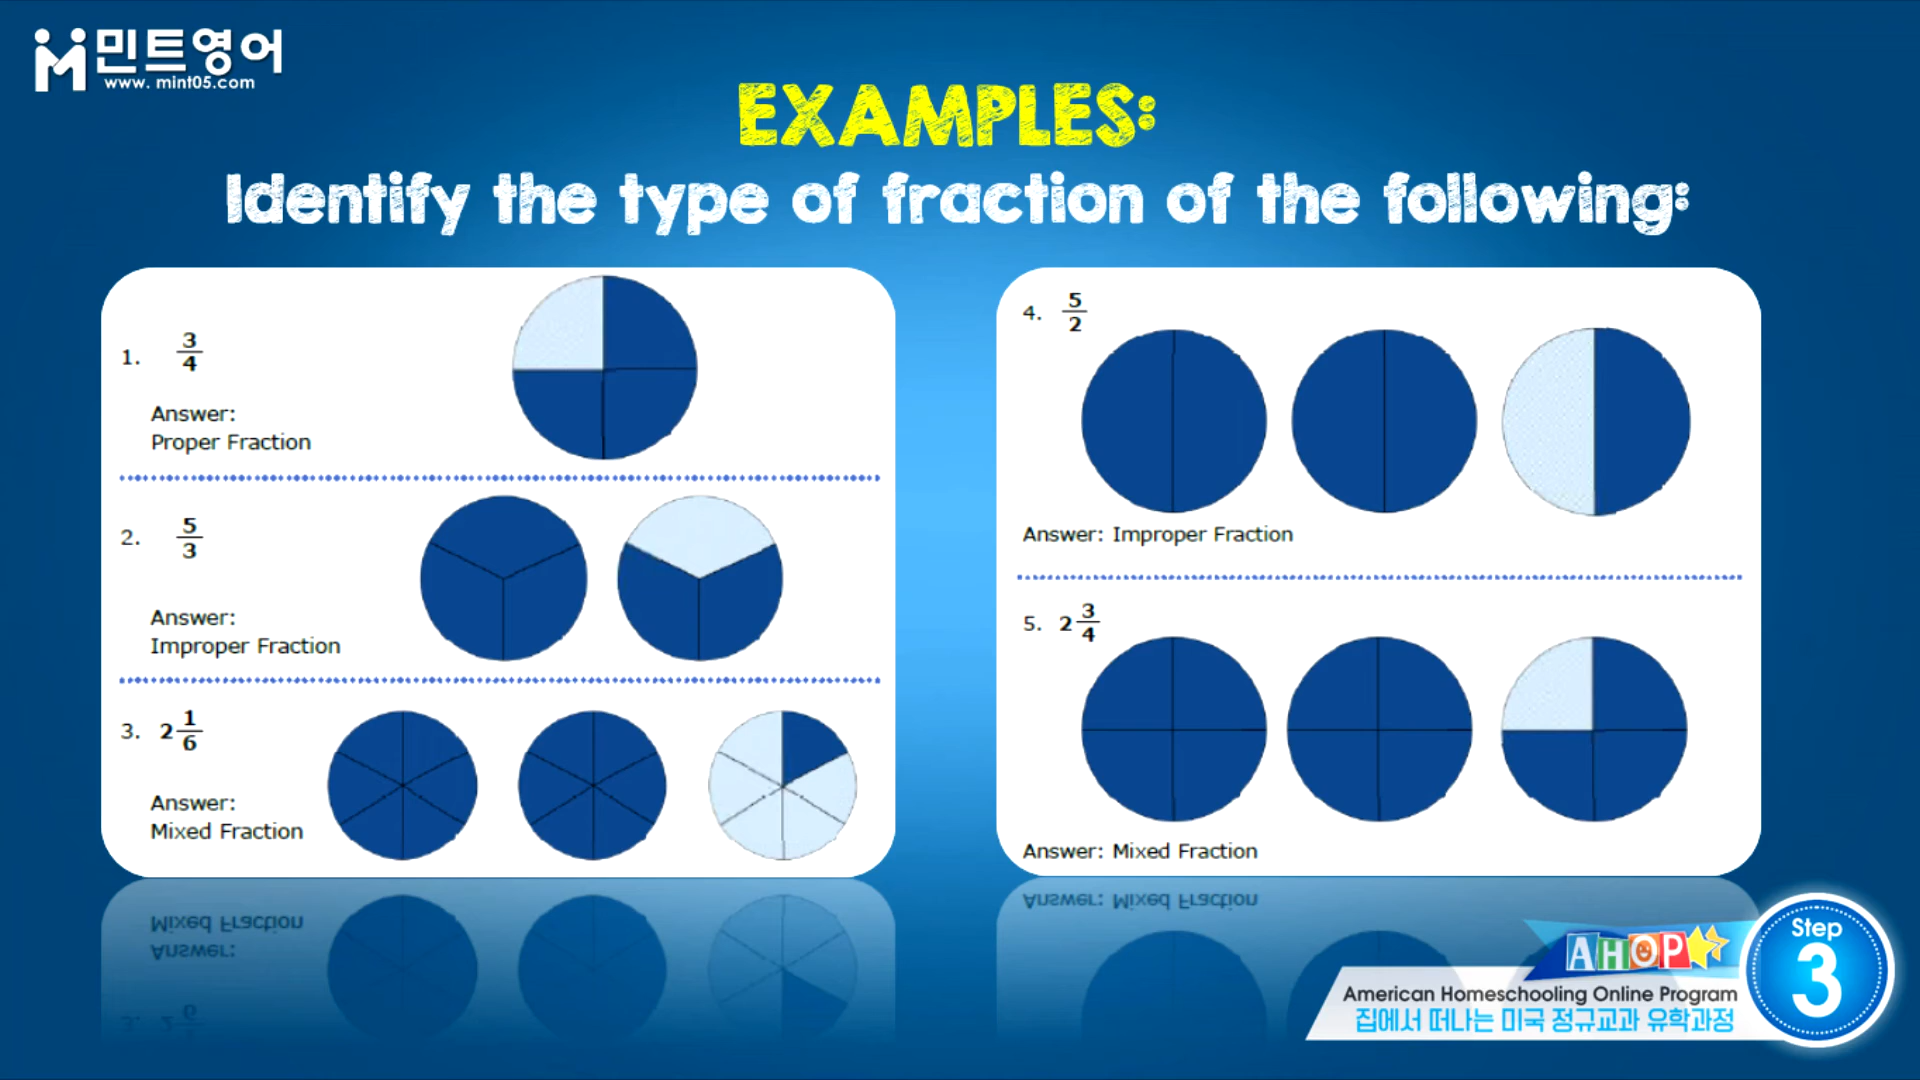 민트영어
www. mint05.com
EXAMPLES:
Identify the type of fraction of the following:
1. 3/4
Answer:
Proper Fraction
2. 5/3
Answer:
Improper Fraction
3. 2 1/6
Answer:
Mixed Fraction
4. 5/2
Answer: Improper Fraction
5. 2 3/4
Answer: Mixed Fraction
AHOP
American Homeschooling Online Program
집에서 떠나는 미국 정규교과 유학과정
Step
3